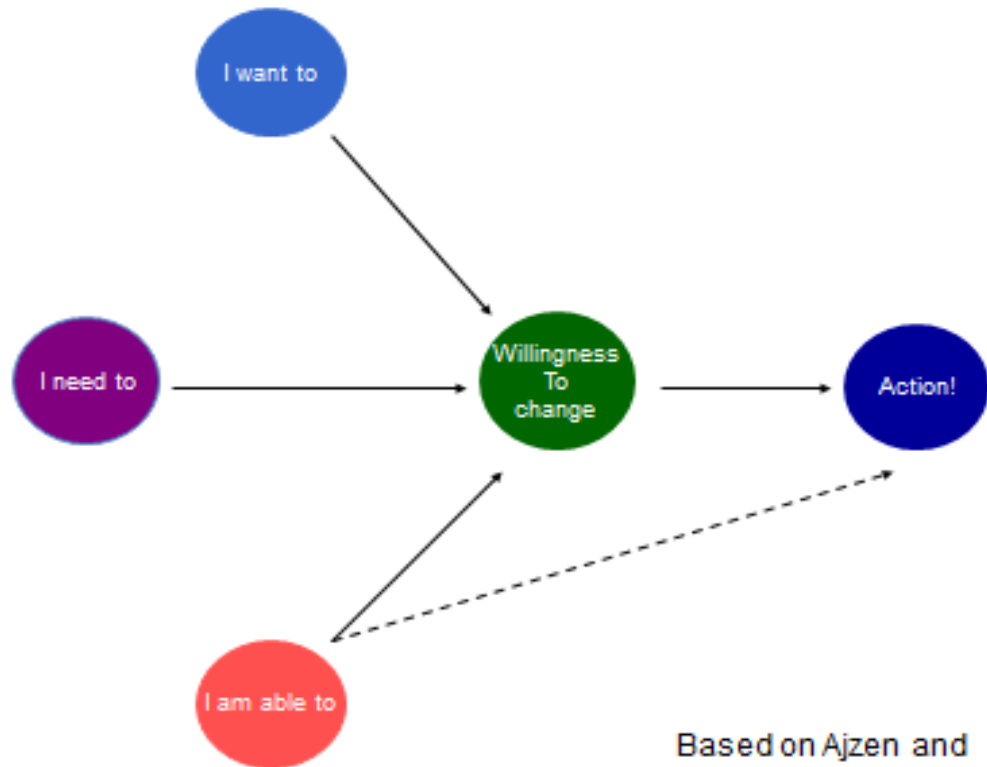 I want to
I need to
Willingness
To
change
Action!
I am able to
Based on Ajzen and